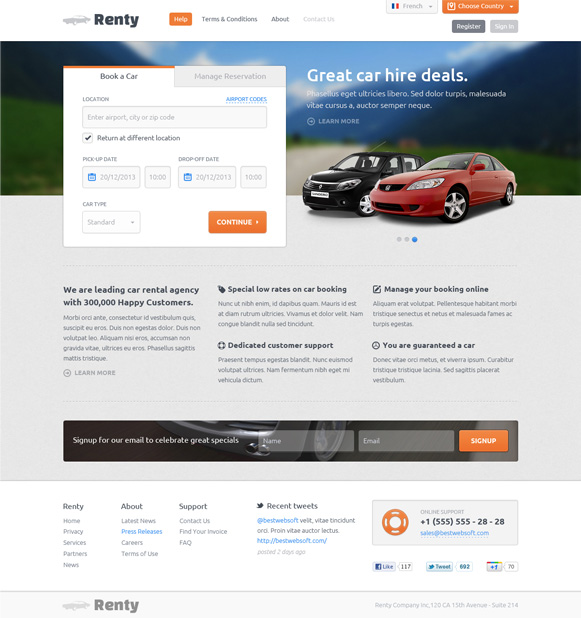 Renty
Help
Terms & Conditions
About
Contact Us
French
Choose Country
Register
Sign In
Book a Car
Manage Reservation
LOCATION
AIRPORT CODES
Enter airport, city or zip code
Return at different location
PICK-UP DATE
DROP-OFF DATE
20/12/2013
10:00
20/12/2013
10:00
CAR TYPE
Standard
CONTINUE
Great car hire deals.
Phasellus eget ultricies libero. Sed dolor turpis, malesuada
vitae cursus a, auctor semper neque.
LEARN MORE
We are leading car rental agency
with 300,000 Happy Customers.
Morbi orci ante, consectetur id vestibulum quis,
suscipit eu eros. Duis non egestas dolor. Duis non
volutpat leo. Aliquam nisi eros, accumsan non
gravida vitae, ultrices eu eros. Phasellus sagittis
mattis tristique.
LEARN MORE
Special low rates on car booking
Nunc ut nibh enim, id dapibus quam. Mauris id est
at diam rutrum ultricies. Vivamus et dolor velit. Nam
congue blandit nulla sed tincidunt.
Manage your booking online
Aliquam erat volutpat. Pellentesque habitant morbi
tristique senectus et netus et malesuada fames ac
turpis egestas.
Dedicated customer support
Praesent tempus egestas blandit. Nunc euismod
volutpat ultrices. Nam fermentum nibh eget mi
vehicula dictum.
You are guaranteed a car
Donec vitae orci metus, et viverra ipsum. Curabitur
tristique tristique lacinia. Sed sagittis placerat
vestibulum.
Signup for our email to celebrate great specials
Name
Email
SIGNUP
Renty
Home
Privacy
Services
Partners
News
About
Latest News
Press Releases
Careers
Terms of Use
Support
Contact Us
Find Your Invoice
FAQ
Recent tweets
@bestwebsoft velit, vitae tincidunt
orci. Proin vitae auctor lectus.
http://bestwebsoft.com/
posted 2 days ago
ONLINE SUPPORT
+1 (555) 555 - 28 - 28
sales@bestwebsoft.com
Like
117
Tweet
692
+1
70
Renty
Renty Company Inc,120 CA 15th Avenue - Suite 214